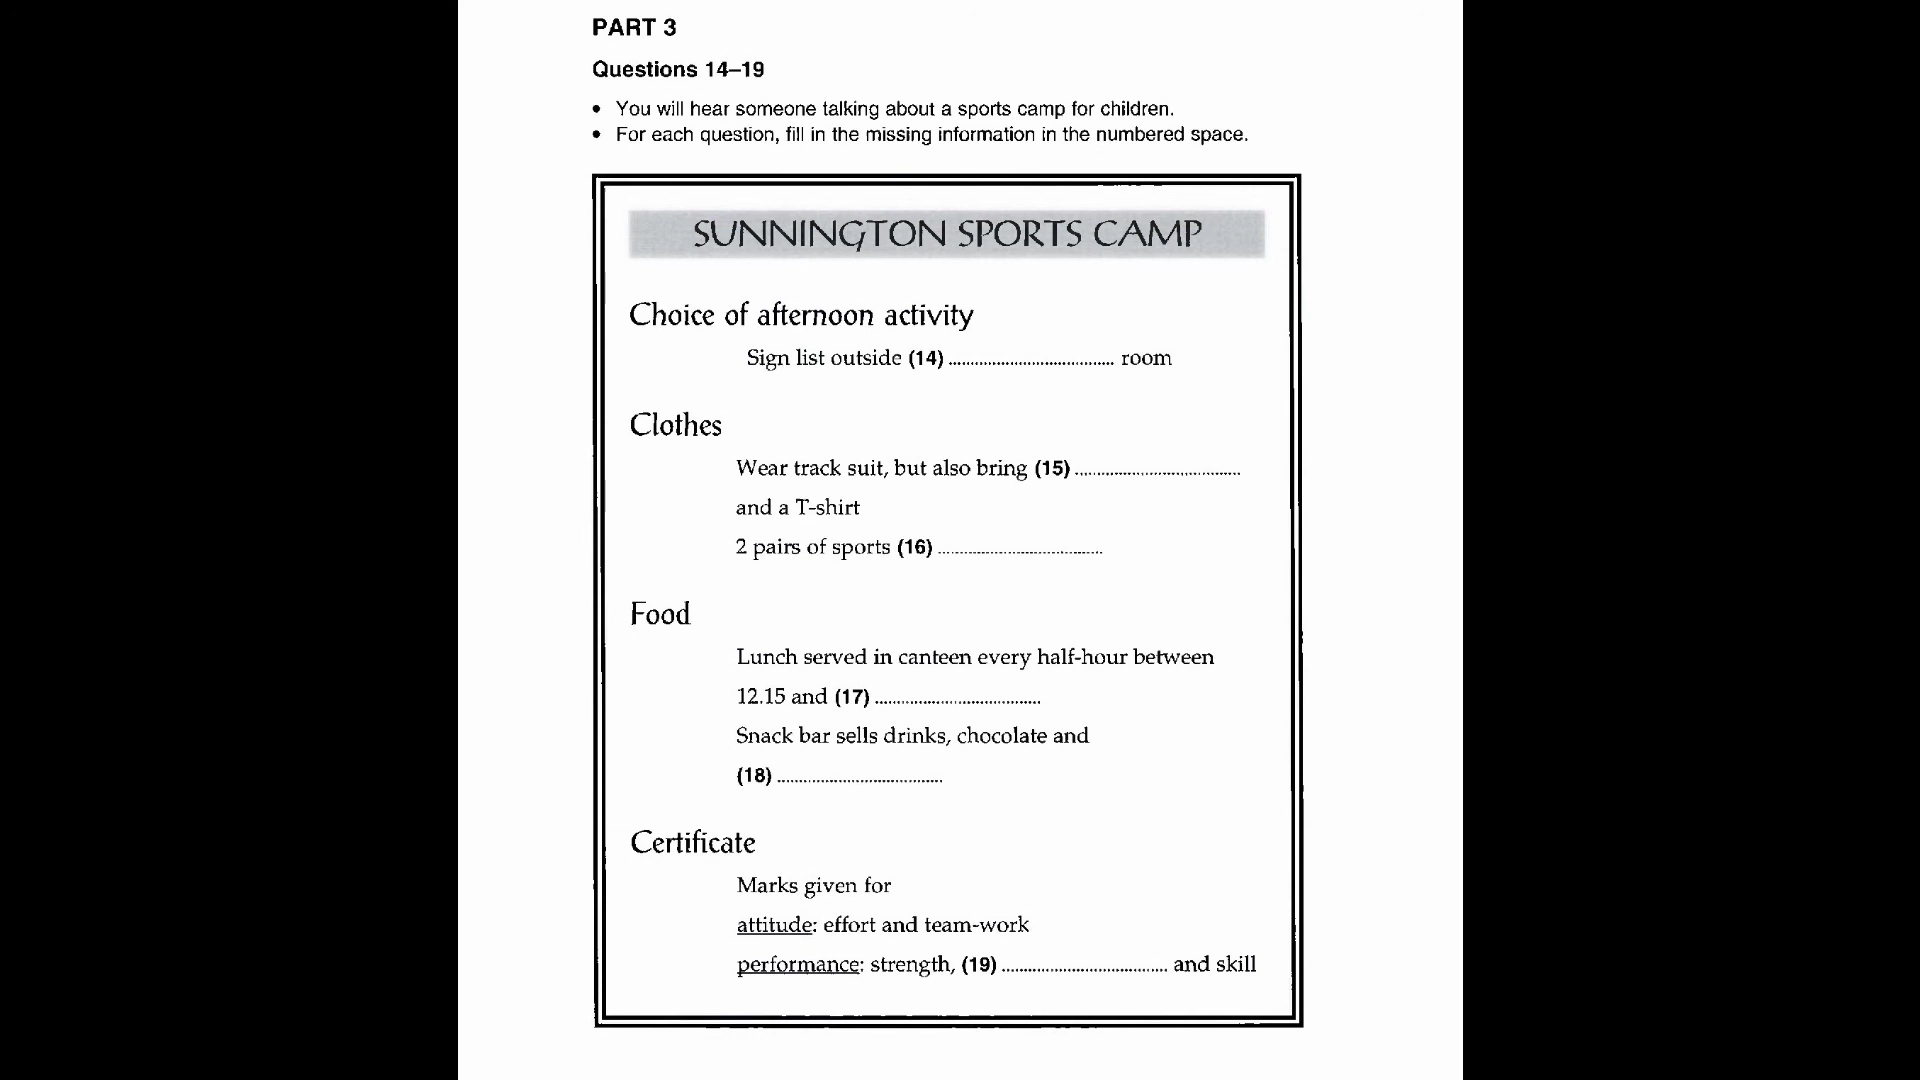 PART 3
Questions 14–19
• You will hear someone talking about a sports camp for children.
• For each question, fill in the missing information in the numbered space.
SUNNINGTON SPORTS CAMP
Choice of afternoon activity
Sign list outside (14) ..................................... room
Clothes
Wear track suit, but also bring (15) .....................................
and a T-shirt
2 pairs of sports (16) .....................................
Food
Lunch served in canteen every half-hour between
12.15 and (17) .....................................
Snack bar sells drinks, chocolate and
(18) .....................................
Certificate
Marks given for
attitude: effort and team-work
performance: strength, (19) ..................................... and skill